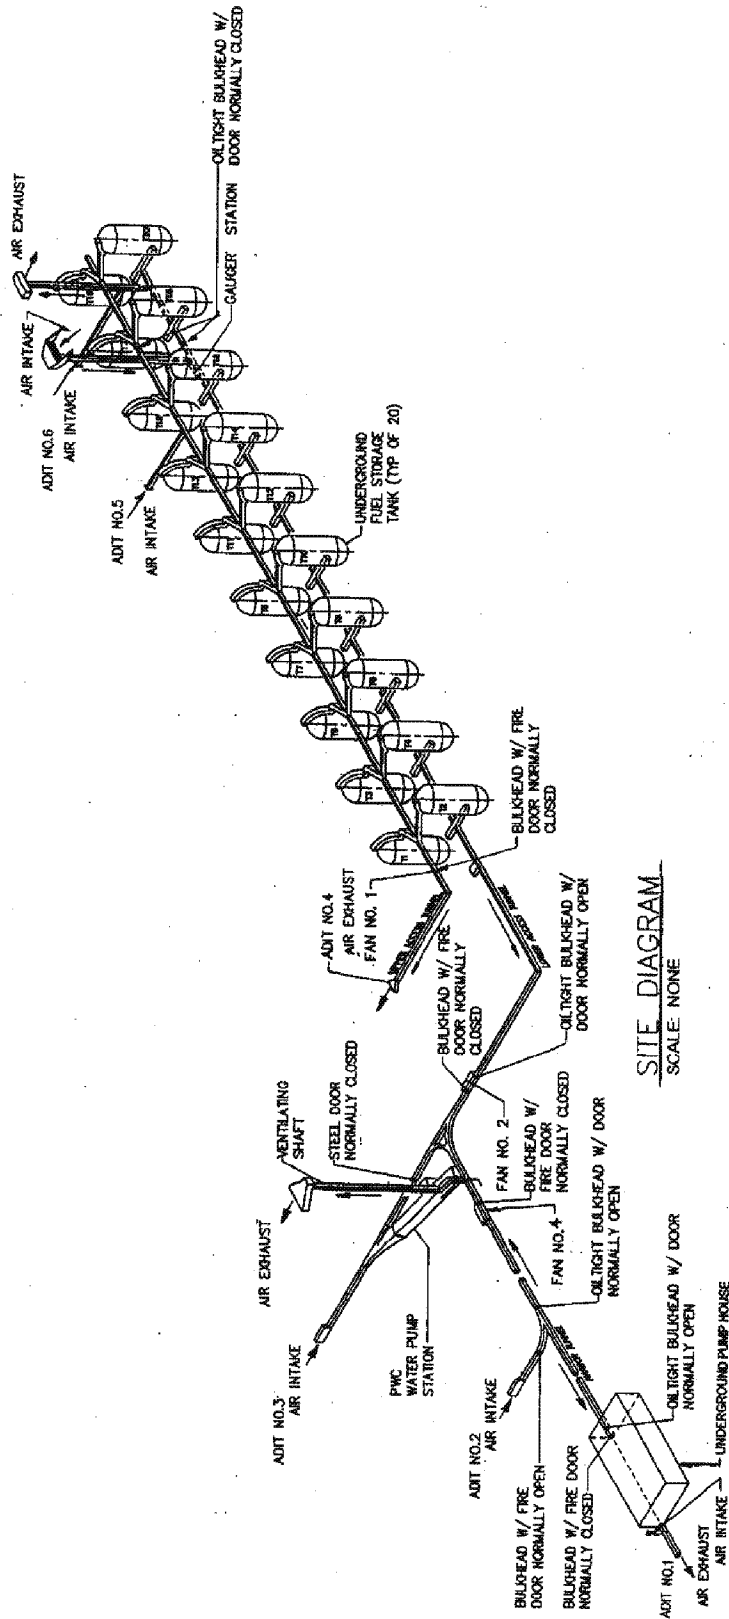 AIR EXHAUST
AIR INTAKE
ADIT NO.6
AIR INTAKE
ADIT NO.5
AIR INTAKE
OILTIGHT BULKHEAD W/
DOOR NORMALLY CLOSED
GAUGER STATION
UNDERGROUND
FUEL STORAGE
TANK (TYP OF 20)
BULKHEAD W/ FIRE
DOOR NORMALLY
CLOSED
ADIT NO.4
AIR EXHAUST
FAN NO. 1
BULKHEAD W/ FIRE
DOOR NORMALLY
CLOSED
OILTIGHT BULKHEAD W/
DOOR NORMALLY OPEN
VENTILATING
SHAFT
STEEL DOOR
NORMALLY CLOSED
FAN NO. 2
BULKHEAD W/
FIRE DOOR
NORMALLY CLOSED
FAN NO.4
OILTIGHT BULKHEAD W/ DOOR
NORMALLY OPEN
AIR EXHAUST
ADIT NO.3
AIR INTAKE
PWC
WATER PUMP
STATION
ADIT NO.2
AIR INTAKE
BULKHEAD W/ FIRE
DOOR NORMALLY OPEN
BULKHEAD W/ FIRE DOOR
NORMALLY CLOSED
OILTIGHT BULKHEAD W/ DOOR
NORMALLY OPEN
UNDERGROUND PUMP HOUSE
ADIT NO.1
AIR EXHAUST
AIR INTAKE
SITE DIAGRAM
SCALE: NONE